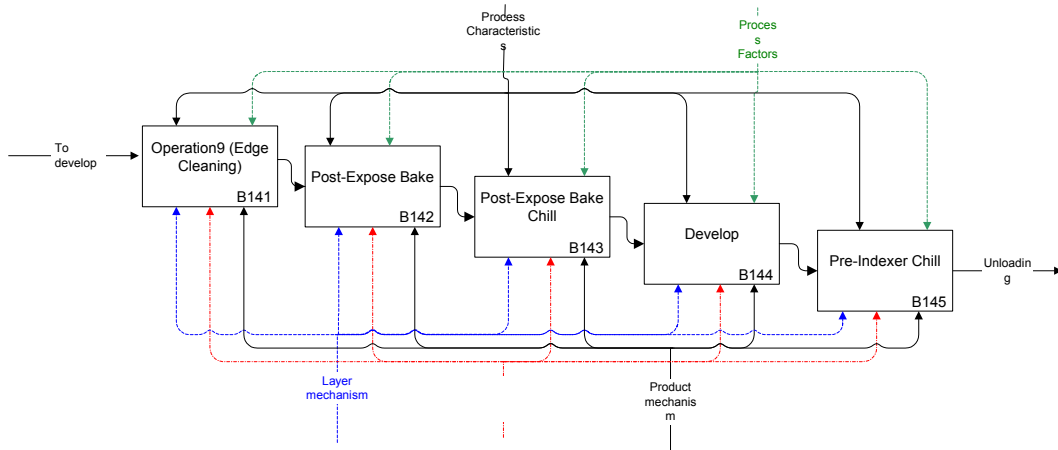 Process
Characteristic
s
Proces
s
Factors
To
develop
Operation9 (Edge
Cleaning)
B141
Post-Expose Bake
B142
Post-Expose Bake
Chill
B143
Develop
B144
Pre-Indexer Chill
B145
Unloadin
g
Layer
mechanism
Product
mechanis
m